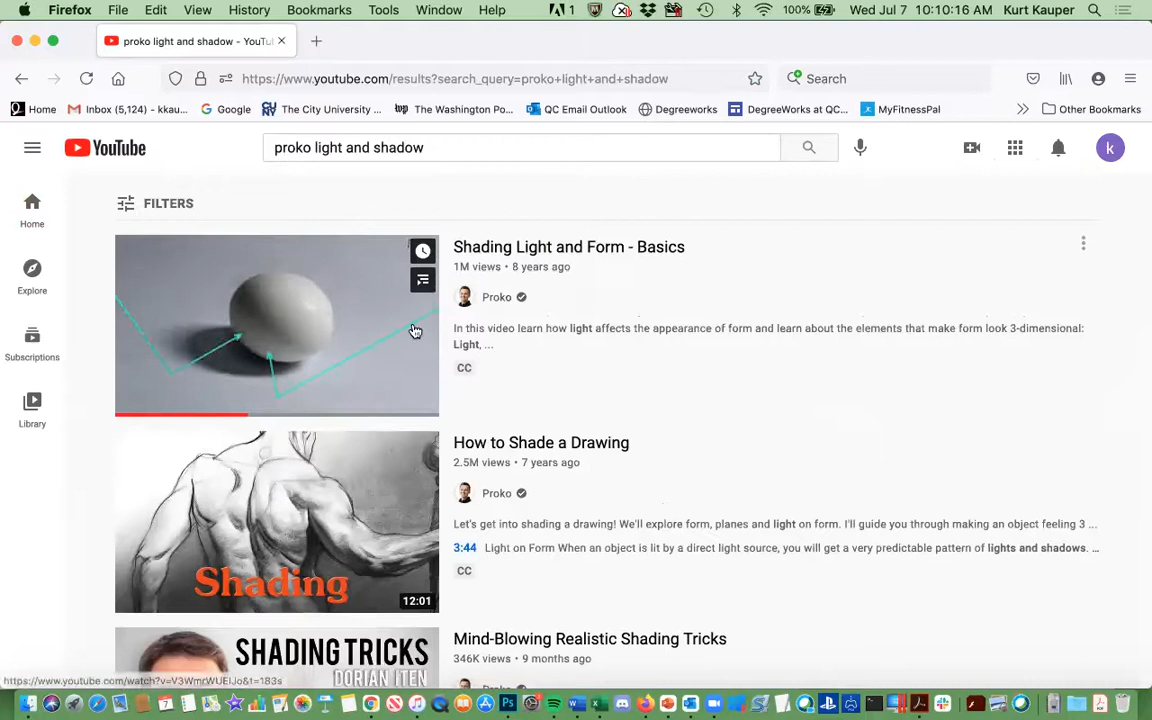 Firefox File Edit View History Bookmarks Tools Window Help 1 100% Wed Jul 7 10:10:16 AM Kurt Kauper
proko light and shadow - YouTu
https://www.youtube.com/results?search_query=proko+light+and+shadow Search
Home Inbox (5,124) - kkau... Google The City University ... The Washington Po... QC Email Outlook Degreeworks DegreeWorks at QC... MyFitnessPal Other Bookmarks
YouTube proko light and shadow k
Home
Explore
Subscriptions
Library
FILTERS
Shading Light and Form - Basics
1M views • 8 years ago
Proko
In this video learn how light affects the appearance of form and learn about the elements that make form look 3-dimensional:
Light, ...
CC
Shading
12:01
How to Shade a Drawing
2.5M views • 7 years ago
Proko
Let's get into shading a drawing! We'll explore form, planes and light on form. I'll guide you through making an object feeling 3 ...
3:44 Light on Form When an object is lit by a direct light source, you will get a very predictable pattern of lights and shadows. ...
CC
SHADING TRICKS
DORIAN ITEN
Mind-Blowing Realistic Shading Tricks
346K views • 9 months ago
https://www.youtube.com/watch?v=V3WmrWUEIJo&t=183s